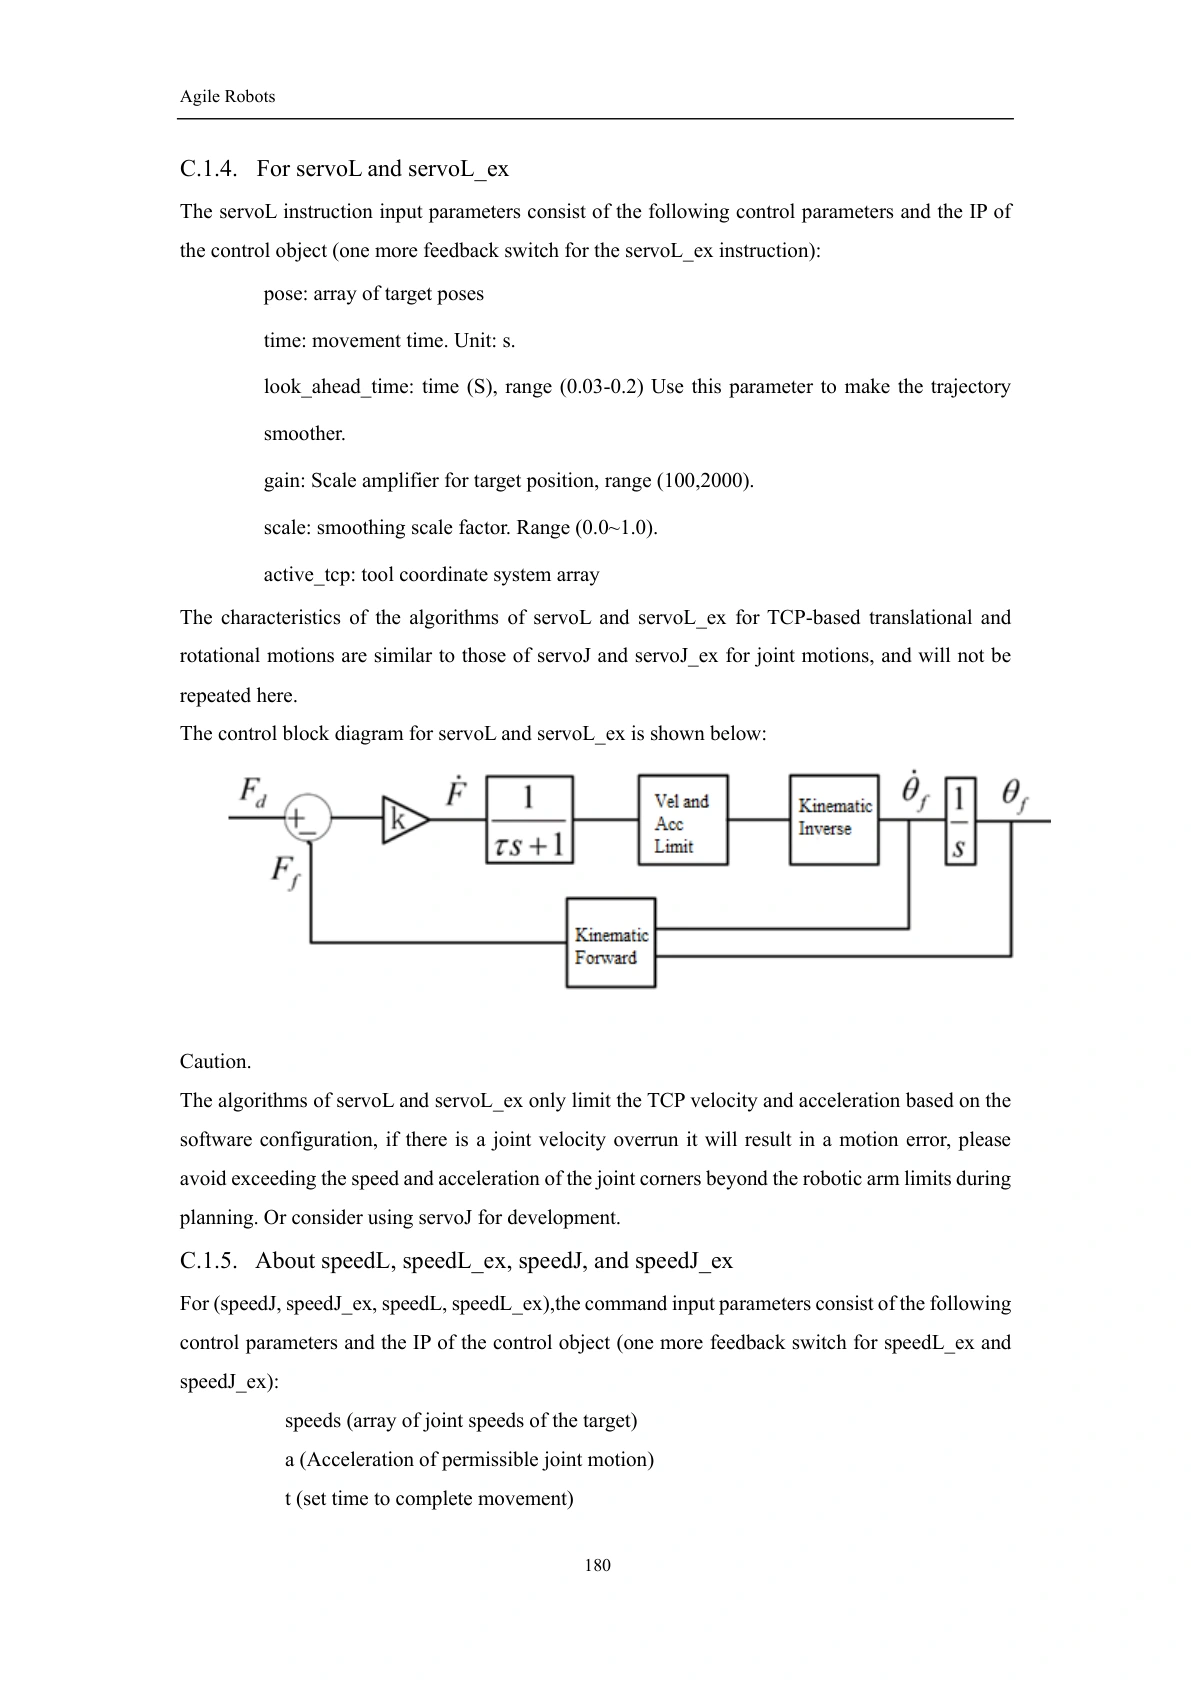 Agile Robots
C.1.4. For servoL and servoL_ex
The servoL instruction input parameters consist of the following control parameters and the IP of
the control object (one more feedback switch for the servoL_ex instruction):
pose: array of target poses
time: movement time. Unit: s.
look_ahead_time: time (S), range (0.03-0.2) Use this parameter to make the trajectory
smoother.
gain: Scale amplifier for target position, range (100,2000).
scale: smoothing scale factor. Range (0.0~1.0).
active_tcp: tool coordinate system array
The characteristics of the algorithms of servoL and servoL_ex for TCP-based translational and
rotational motions are similar to those of servoJ and servoJ_ex for joint motions, and will not be
repeated here.
The control block diagram for servoL and servoL_ex is shown below:
F_d
+
−
F_f
k
Ḟ
1
τs+1
Vel and
Acc
Limit
Kinematic
Inverse
θ̇_f
1
s
θ_f
Kinematic
Forward
Caution.
The algorithms of servoL and servoL_ex only limit the TCP velocity and acceleration based on the
software configuration, if there is a joint velocity overrun it will result in a motion error, please
avoid exceeding the speed and acceleration of the joint corners beyond the robotic arm limits during
planning. Or consider using servoJ for development.
C.1.5. About speedL, speedL_ex, speedJ, and speedJ_ex
For (speedJ, speedJ_ex, speedL, speedL_ex),the command input parameters consist of the following
control parameters and the IP of the control object (one more feedback switch for speedL_ex and
speedJ_ex):
speeds (array of joint speeds of the target)
a (Acceleration of permissible joint motion)
t (set time to complete movement)
180